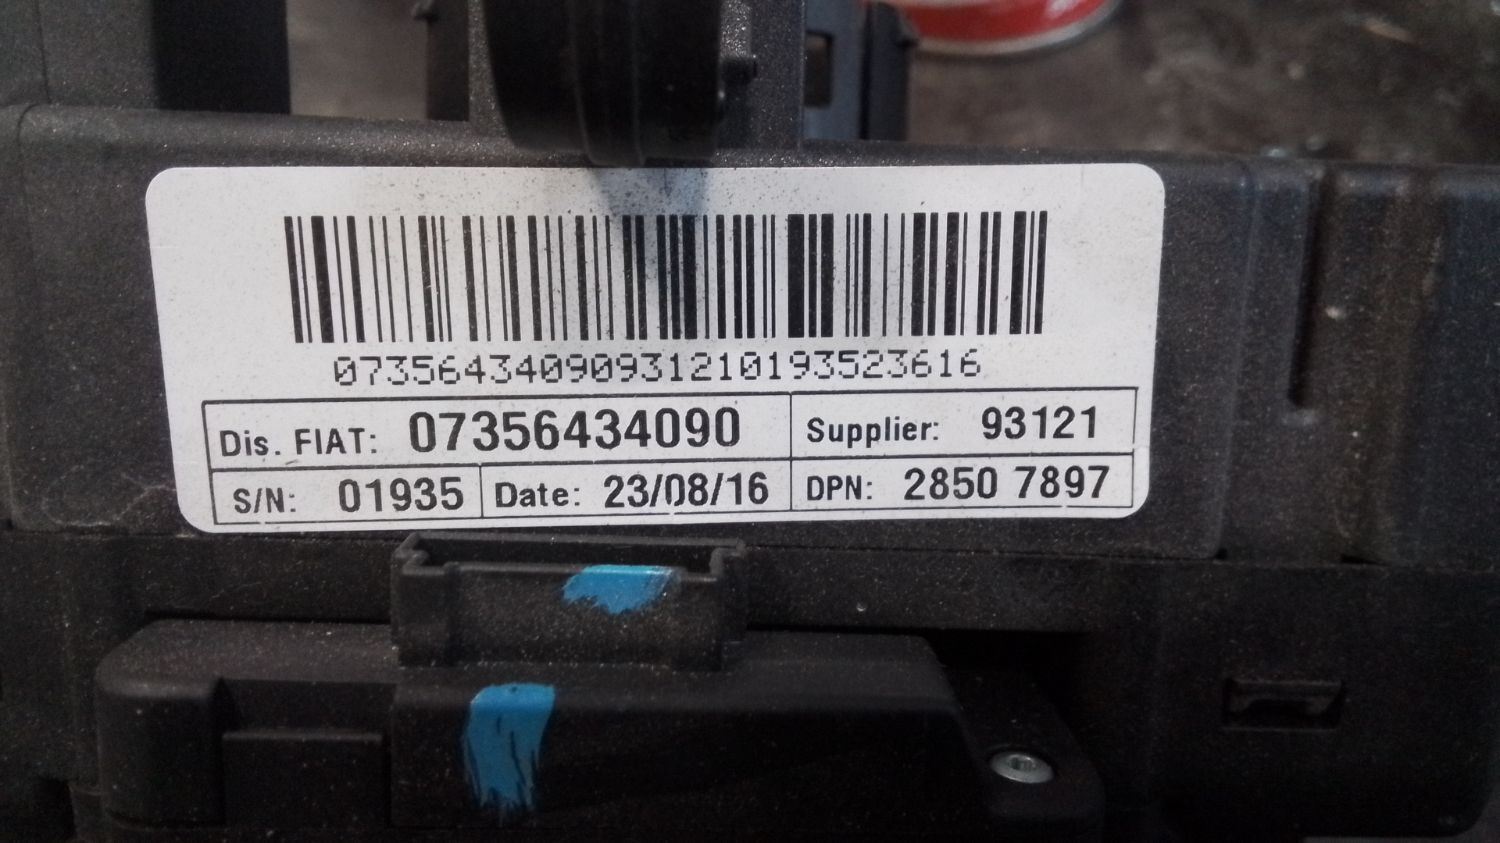 07356434090931210193523616
Dis. FIAT: 07356434090 Supplier: 93121
S/N: 01935 Date: 23/08/16 DPN: 2850 7897